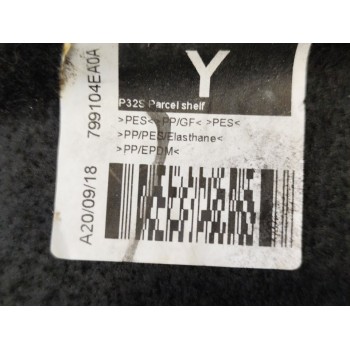 Y
P32S Parcel shelf
>PES< >PP/GF< >PES<
>PP/PES/Elasthane<
>PP/EPDM<
799104EA0A
A20/09/18